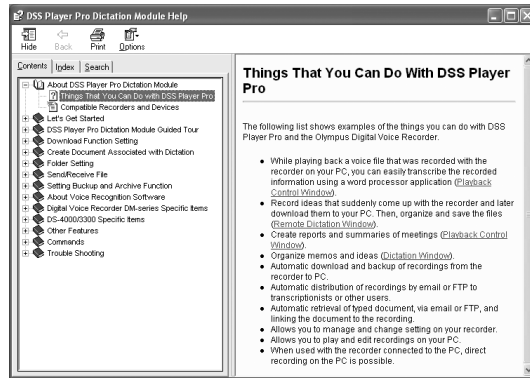 DSS Player Pro Dictation Module Help
Hide Back Print Options
Contents Index Search
About DSS Player Pro Dictation Module
Things That You Can Do with DSS Player Pro
Compatible Recorders and Devices
Let's Get Started
DSS Player Pro Dictation Module Guided Tour
Download Function Setting
Create Document Associated with Dictation
Folder Setting
Send/Receive File
Setting Buckup and Archive Function
About Voice Recognition Software
Digital Voice Recorder DM-series Specific Items
DS-4000/3300 Specific Items
Other Features
Commands
Trouble Shooting
Things That You Can Do With DSS Player
Pro
The following list shows examples of the things you can do with DSS
Player Pro and the Olympus Digital Voice Recorder.
While playing back a voice file that was recorded with the
recorder on your PC, you can easily transcribe the recorded
information using a word processor application (Playback
Control Window).
Record ideas that suddenly come up with the recorder and later
download them to your PC. Then, organize and save the files
(Remote Dictation Window).
Create reports and summaries of meetings (Playback Control
Window).
Organize memos and ideas (Dictation Window).
Automatic download and backup of recordings from the
recorder to PC.
Automatic distribution of recordings by email or FTP to
transcriptionists or other users.
Automatic retrieval of typed document, via email or FTP, and
linking the document to the recording.
Allows you to manage and change setting on your recorder.
Allows you to play and edit recordings on your PC.
When used with the recorder connected to the PC, direct
recording on the PC is possible.